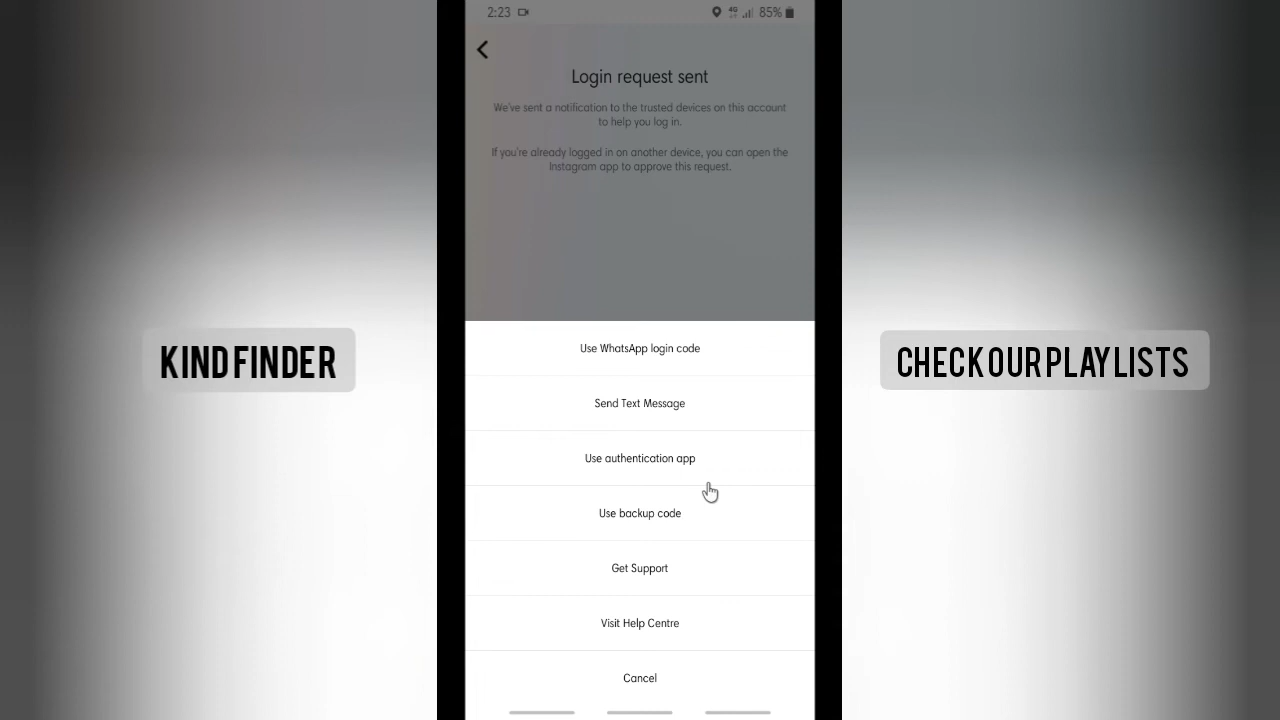 2:23 4G 85%
Login request sent
We've sent a notification to the trusted devices on this account
to help you log in.
If you're already logged in on another device, you can open the
Instagram app to approve this request.
Use WhatsApp login code
KIND FINDER
CHECK OUR PLAYLISTS
Send Text Message
Use authentication app
Use backup code
Get Support
Visit Help Centre
Cancel